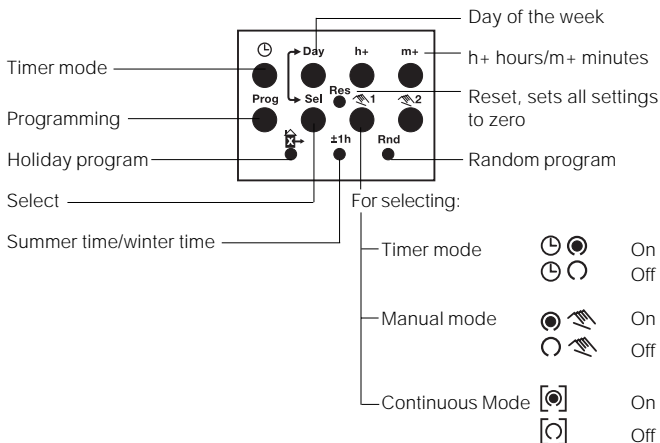 Day of the week
Day h+ m+
h+ hours/m+ minutes
Timer mode
Res
Reset, sets all settings
to zero
Prog Sel 1 2
Programming
±1h Rnd
Holiday program
Random program
Select
For selecting:
Summer time/winter time
Timer mode On
Off
Manual mode On
Off
Continuous Mode On
Off